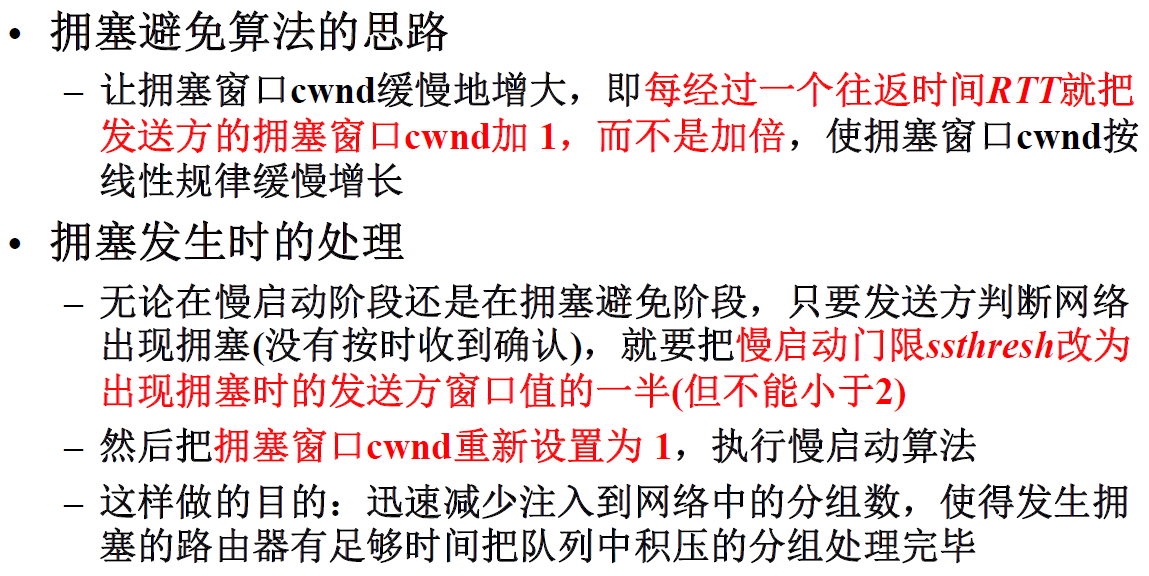 • 拥塞避免算法的思路
– 让拥塞窗口cwnd缓慢地增大，即每经过一个往返时间RTT就把
发送方的拥塞窗口cwnd加 1，而不是加倍，使拥塞窗口cwnd按
线性规律缓慢增长
• 拥塞发生时的处理
– 无论在慢启动阶段还是在拥塞避免阶段，只要发送方判断网络
出现拥塞(没有按时收到确认)，就要把慢启动门限ssthresh改为
出现拥塞时的发送方窗口值的一半(但不能小于2)
– 然后把拥塞窗口cwnd重新设置为 1，执行慢启动算法
– 这样做的目的：迅速减少注入到网络中的分组数，使得发生拥
塞的路由器有足够时间把队列中积压的分组处理完毕